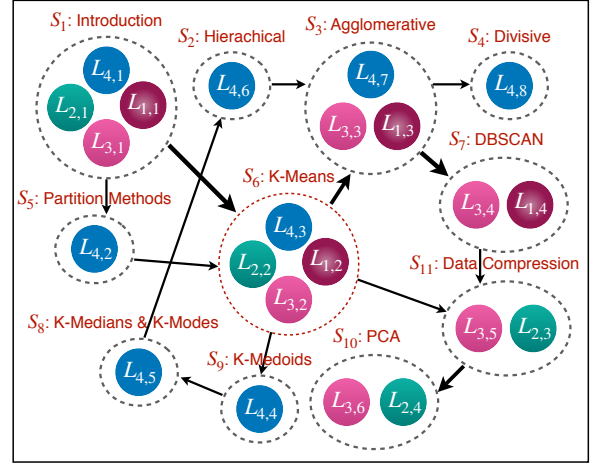 S1: Introduction
L4,1
L2,1
L1,1
L3,1
S2: Hierachical
L4,6
S3: Agglomerative
L4,7
L3,3
L1,3
S4: Divisive
L4,8
S5: Partition Methods
L4,2
S6: K-Means
L4,3
L2,2
L1,2
L3,2
S7: DBSCAN
L3,4
L1,4
S8: K-Medians & K-Modes
L4,5
S9: K-Medoids
L4,4
S10: PCA
L3,6
L2,4
S11: Data Compression
L3,5
L2,3